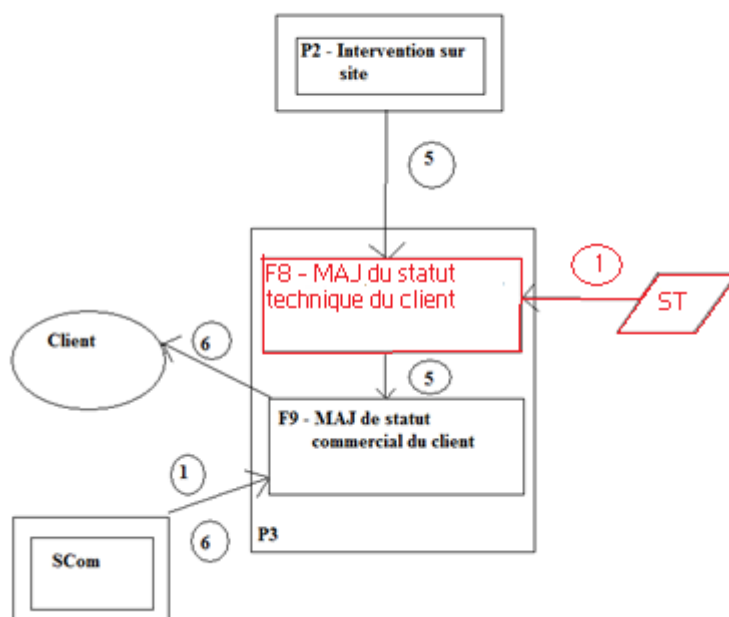 P2 - Intervention sur
site
5
F8 - MAJ du statut
technique du client
1
ST
Client
6
5
F9 - MAJ de statut
commercial du client
1
6
P3
SCom